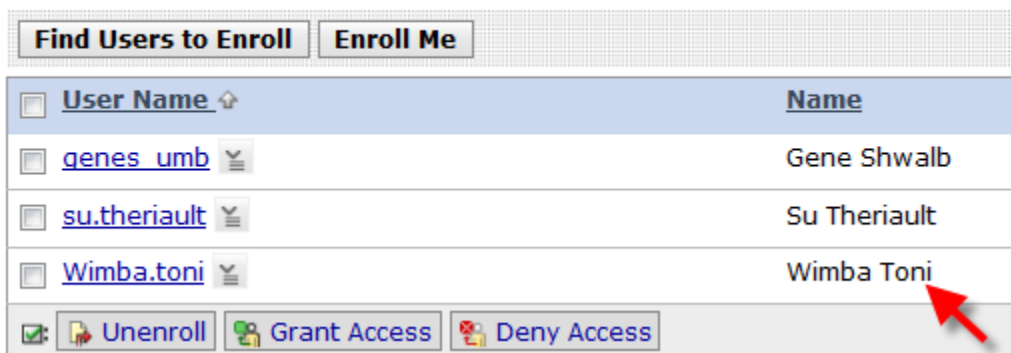 Find Users to Enroll Enroll Me
User Name Name
genes_umb Gene Shwalb
su.theriault Su Theriault
Wimba.toni Wimba Toni
Unenroll Grant Access Deny Access